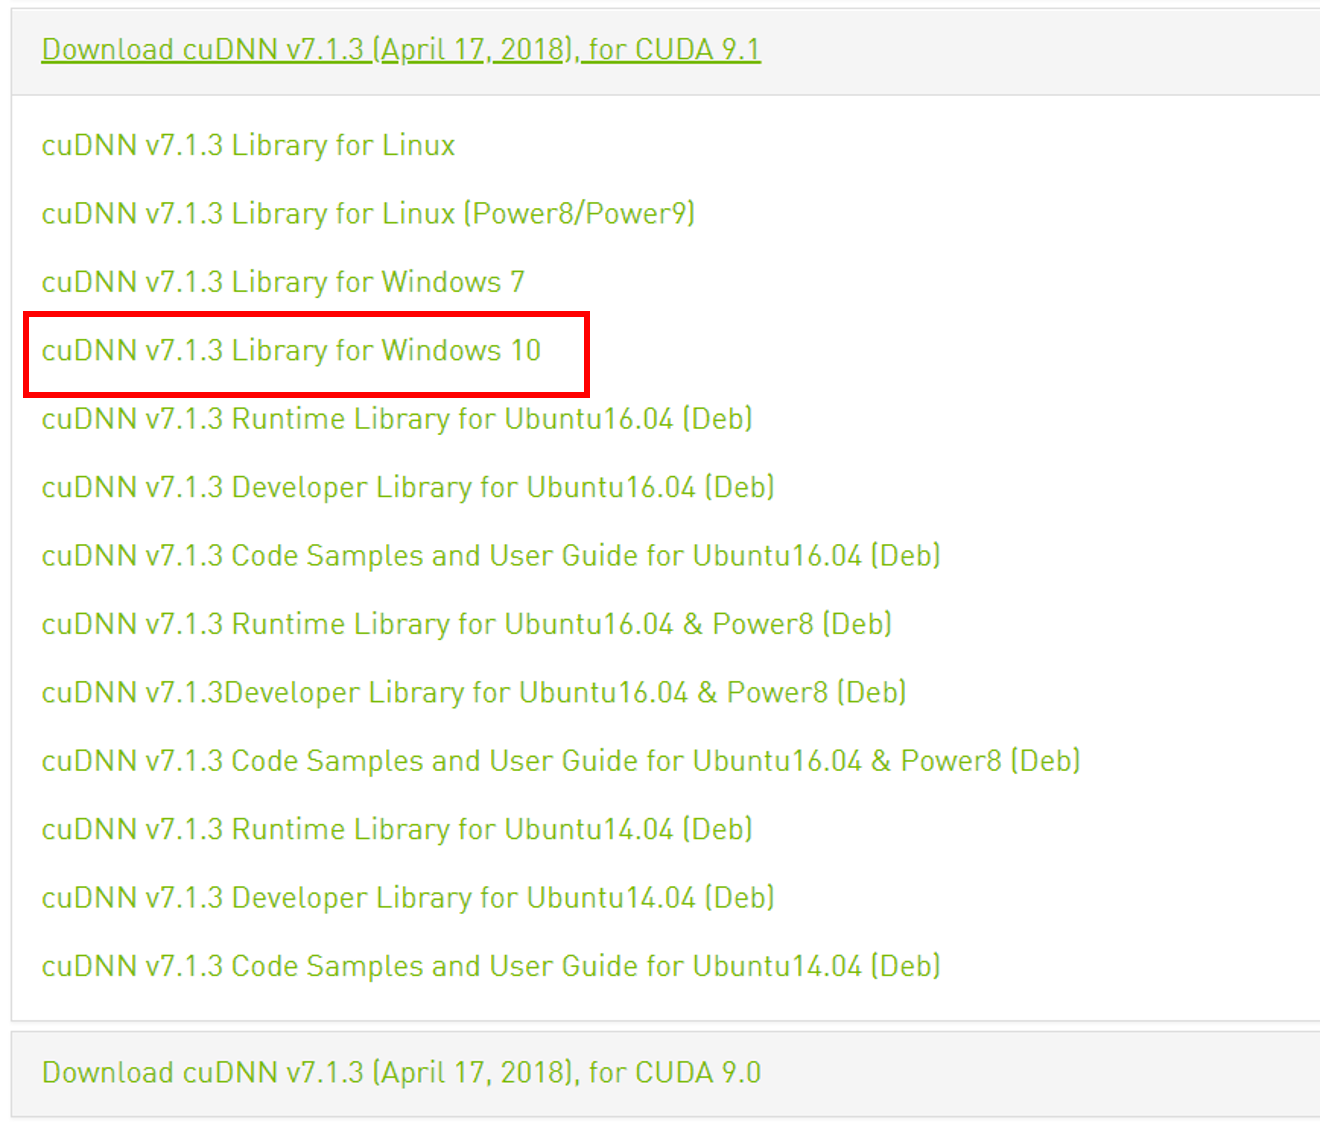 Download cuDNN v7.1.3 (April 17, 2018), for CUDA 9.1
cuDNN v7.1.3 Library for Linux
cuDNN v7.1.3 Library for Linux (Power8/Power9)
cuDNN v7.1.3 Library for Windows 7
cuDNN v7.1.3 Library for Windows 10
cuDNN v7.1.3 Runtime Library for Ubuntu16.04 (Deb)
cuDNN v7.1.3 Developer Library for Ubuntu16.04 (Deb)
cuDNN v7.1.3 Code Samples and User Guide for Ubuntu16.04 (Deb)
cuDNN v7.1.3 Runtime Library for Ubuntu16.04 & Power8 (Deb)
cuDNN v7.1.3Developer Library for Ubuntu16.04 & Power8 (Deb)
cuDNN v7.1.3 Code Samples and User Guide for Ubuntu16.04 & Power8 (Deb)
cuDNN v7.1.3 Runtime Library for Ubuntu14.04 (Deb)
cuDNN v7.1.3 Developer Library for Ubuntu14.04 (Deb)
cuDNN v7.1.3 Code Samples and User Guide for Ubuntu14.04 (Deb)
Download cuDNN v7.1.3 (April 17, 2018), for CUDA 9.0